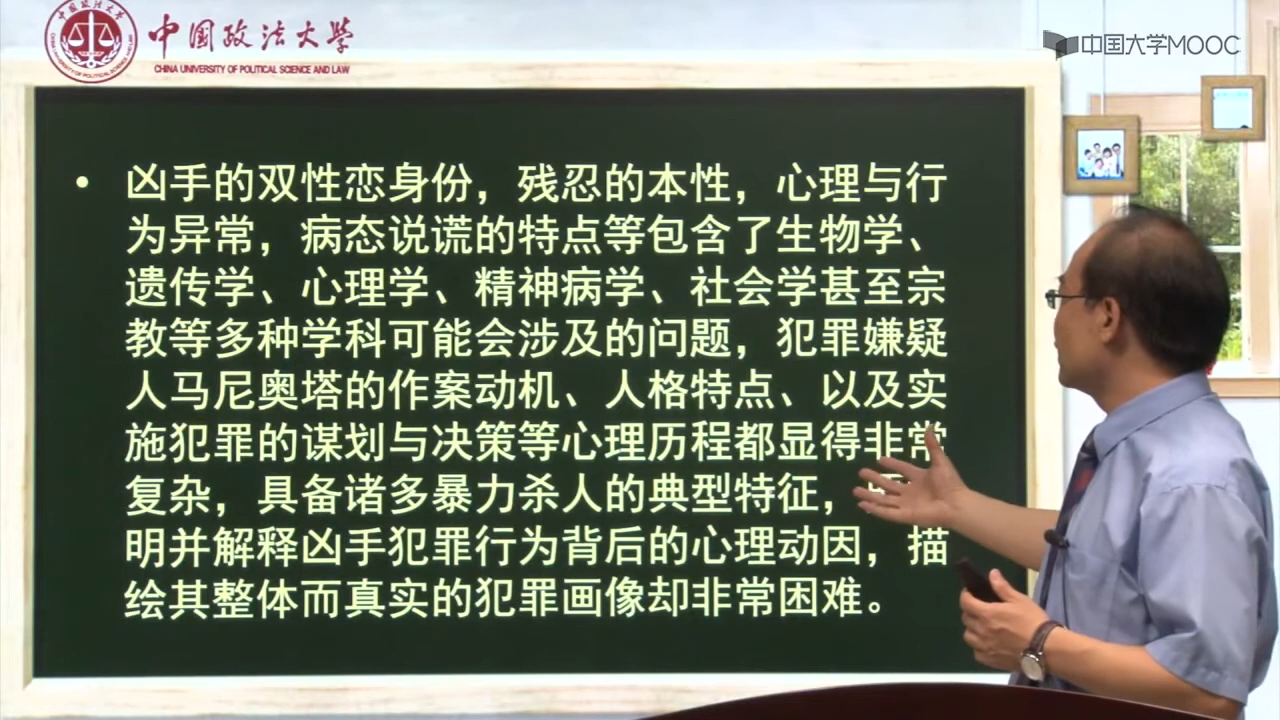 中国政法大学
CHINA UNIVERSITY OF POLITICAL SCIENCE AND LAW
中国大学MOOC
• 凶手的双性恋身份，残忍的本性，心理与行
为异常，病态说谎的特点等包含了生物学、
遗传学、心理学、精神病学、社会学甚至宗
教等多种学科可能会涉及的问题，犯罪嫌疑
人马尼奥塔的作案动机、人格特点、以及实
施犯罪的谋划与决策等心理历程都显得非常
复杂，具备诸多暴力杀人的典型特征，
明并解释凶手犯罪行为背后的心理动因，描
绘其整体而真实的犯罪画像却非常困难。